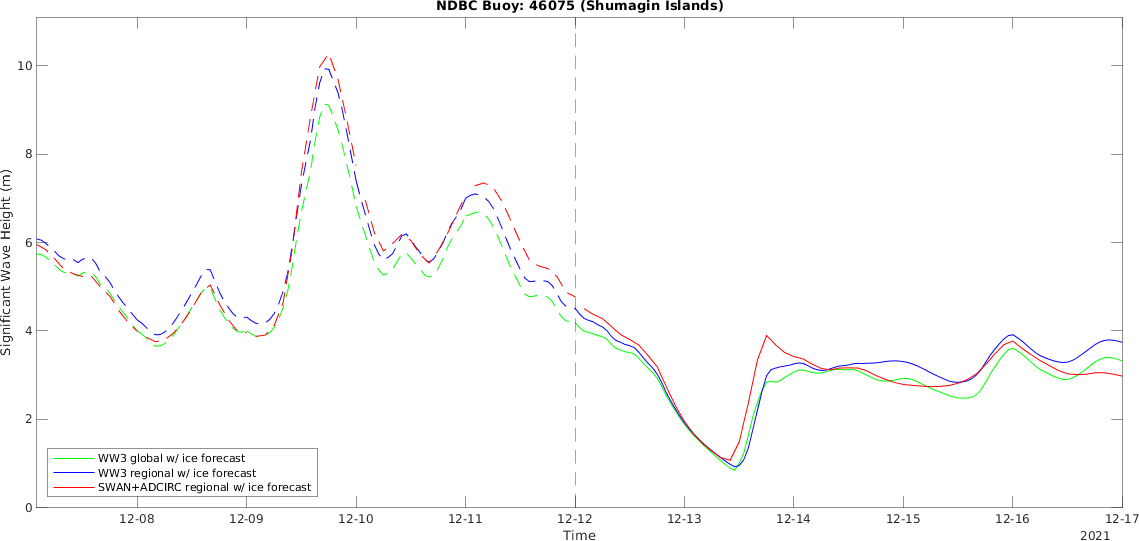 NDBC Buoy: 46075 (Shumagin Islands)
10
8
6
4
2
0
Significant Wave Height (m)
WW3 global w/ ice forecast
WW3 regional w/ ice forecast
SWAN+ADCIRC regional w/ ice forecast
12-08 12-09 12-10 12-11 12-12 12-13 12-14 12-15 12-16 12-17
Time
2021